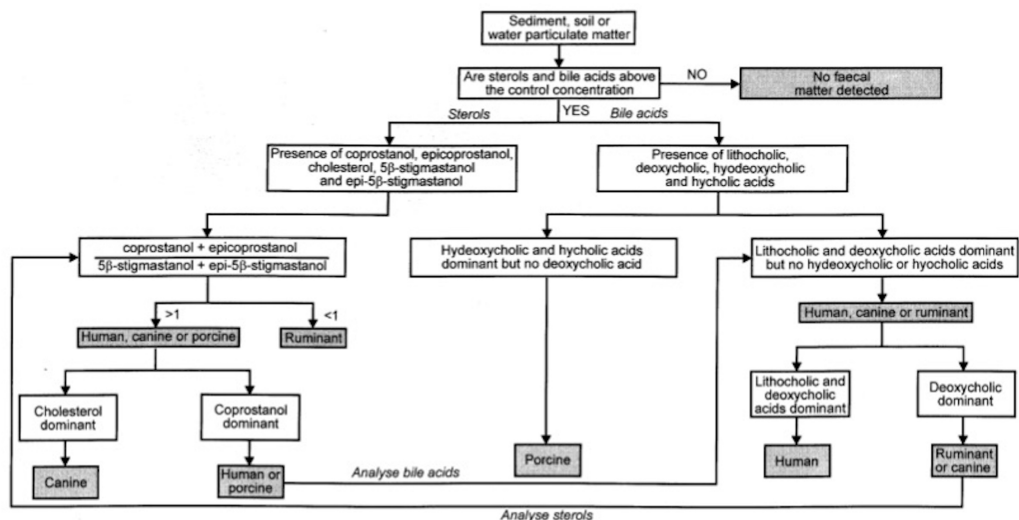 Sediment, soil or
water particulate matter
Are sterols and bile acids above
the control concentration
NO
No faecal
matter detected
YES
Sterols
Bile acids
Presence of coprostanol, epicoprostanol,
cholesterol, 5β-stigmastanol
and epi-5β-stigmastanol
Presence of lithocholic,
deoxycholic, hyodeoxycholic
and hycholic acids
coprostanol + epicoprostanol
5β-stigmastanol + epi-5β-stigmastanol
Hydeoxycholic and hycholic acids
dominant but no deoxycholic acid
Lithocholic and deoxycholic acids dominant
but no hydeoxycholic or hyocholic acids
>1
<1
Human, canine or porcine
Ruminant
Human, canine or ruminant
Cholesterol
dominant
Coprostanol
dominant
Lithocholic and
deoxycholic
acids dominant
Deoxycholic
dominant
Canine
Human or
porcine
Analyse bile acids
Porcine
Human
Ruminant
or canine
Analyse sterols